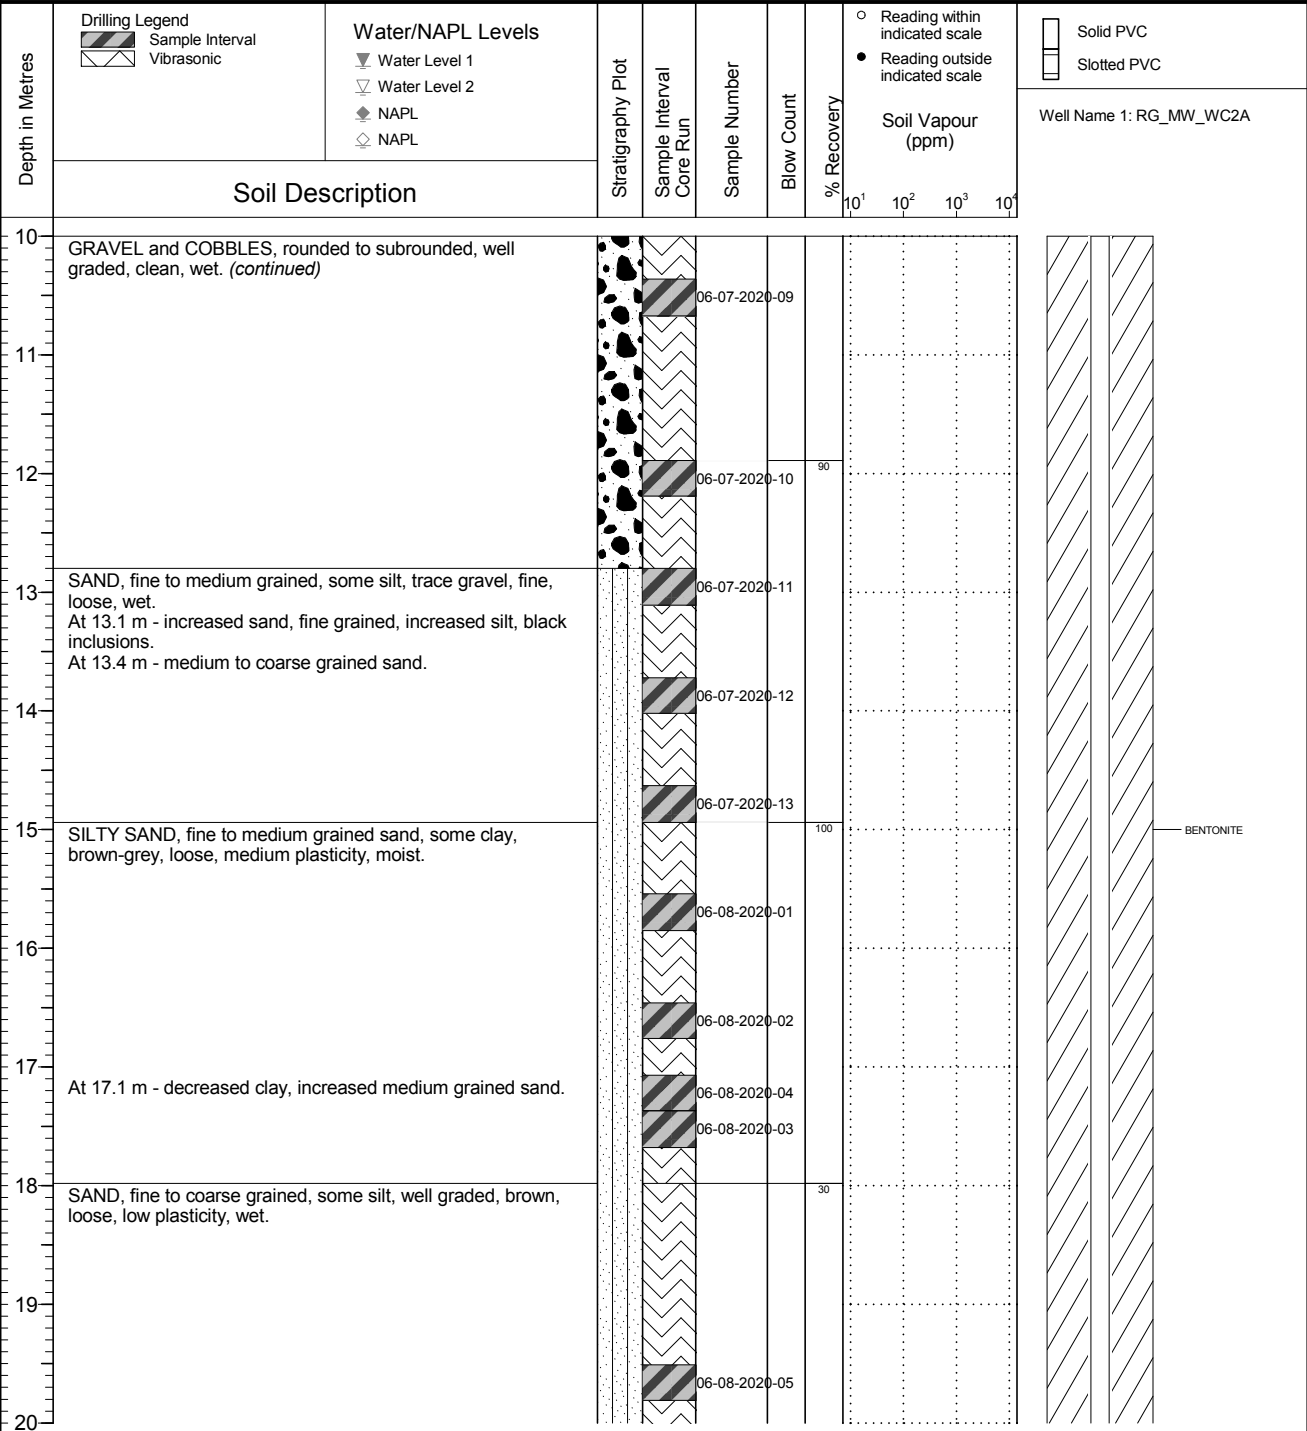 Drilling Legend
Sample Interval
Vibrasonic
Water/NAPL Levels
Water Level 1
Water Level 2
NAPL
NAPL
Depth in Metres
Soil Description
Stratigraphy Plot
Sample Interval
Core Run
Sample Number
Blow Count
% Recovery
Reading within
indicated scale
Reading outside
indicated scale
Soil Vapour
(ppm)
10¹ 10² 10³ 10⁴
Solid PVC
Slotted PVC
Well Name 1: RG_MW_WC2A
10
GRAVEL and COBBLES, rounded to subrounded, well
graded, clean, wet. (continued)
06-07-2020-09
11
12
06-07-2020-10
90
13
SAND, fine to medium grained, some silt, trace gravel, fine,
loose, wet.
At 13.1 m - increased sand, fine grained, increased silt, black
inclusions.
At 13.4 m - medium to coarse grained sand.
06-07-2020-11
06-07-2020-12
14
06-07-2020-13
15
SILTY SAND, fine to medium grained sand, some clay,
brown-grey, loose, medium plasticity, moist.
100
BENTONITE
06-08-2020-01
16
06-08-2020-02
17
At 17.1 m - decreased clay, increased medium grained sand.
06-08-2020-04
06-08-2020-03
18
SAND, fine to coarse grained, some silt, well graded, brown,
loose, low plasticity, wet.
30
19
06-08-2020-05
20